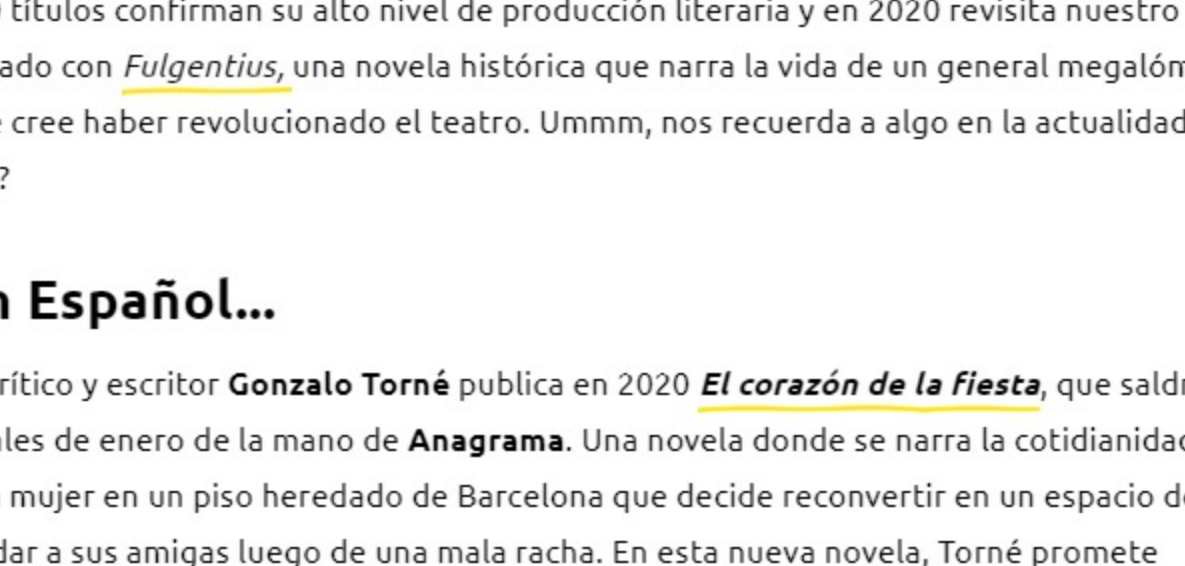 títulos confirman su alto nivel de producción literaria y en 2020 revisita nuestro
ado con Fulgentius, una novela histórica que narra la vida de un general megalóm
cree haber revolucionado el teatro. Ummm, nos recuerda a algo en la actualidad
?
n Español...
rítico y escritor Gonzalo Torné publica en 2020 El corazón de la fiesta, que saldr
ales de enero de la mano de Anagrama. Una novela donde se narra la cotidianidad
mujer en un piso heredado de Barcelona que decide reconvertir en un espacio de
dar a sus amigas luego de una mala racha. En esta nueva novela, Torné promete